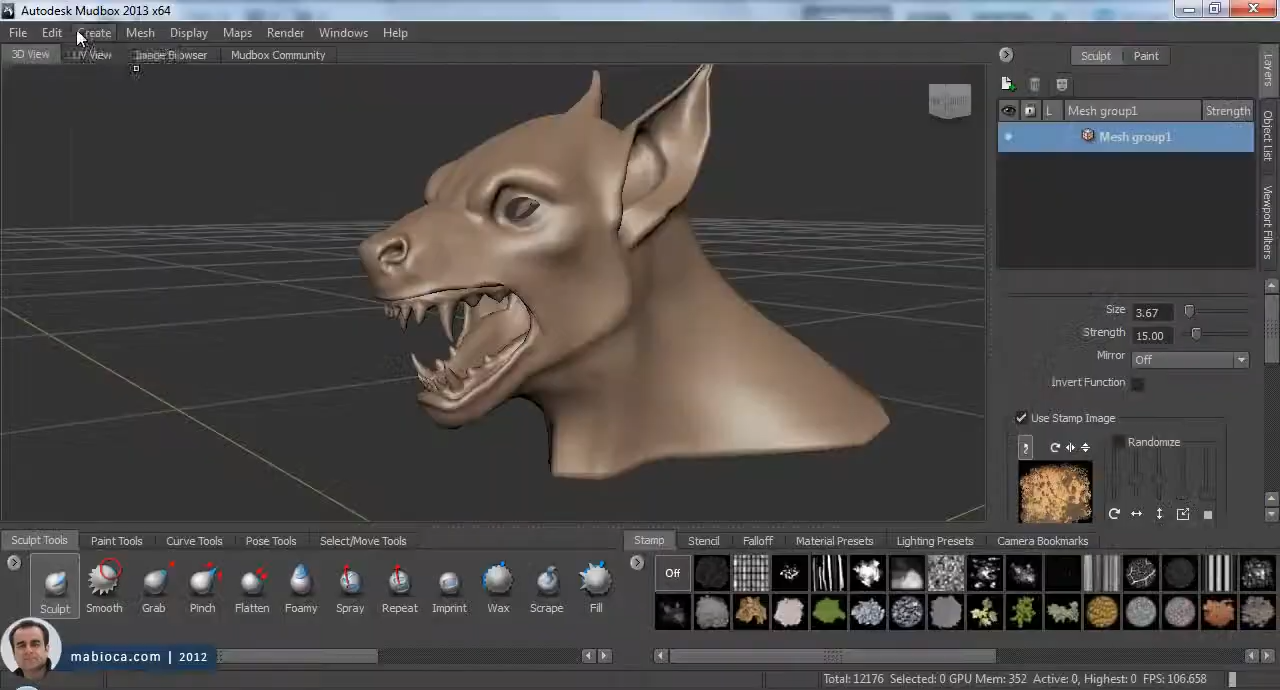 Autodesk Mudbox 2013 x64
File Edit Create Mesh Display Maps Render Windows Help
3D View UV View Image Browser Mudbox Community
Sculpt Paint
L Mesh group1 Strength
Mesh group1
Layers
Object List
Viewport Filters
Size 3.67
Strength 15.00
Mirror Off
Invert Function
Use Stamp Image
Randomize
Sculpt Tools Paint Tools Curve Tools Pose Tools Select/Move Tools
Stamp Stencil Falloff Material Presets Lighting Presets Camera Bookmarks
Off
Sculpt Smooth Grab Pinch Flatten Foamy Spray Repeat Imprint Wax Scrape Fill
mabioca.com | 2012
Total: 12176 Selected: 0 GPU Mem: 352 Active: 0, Highest: 0 FPS: 106.658